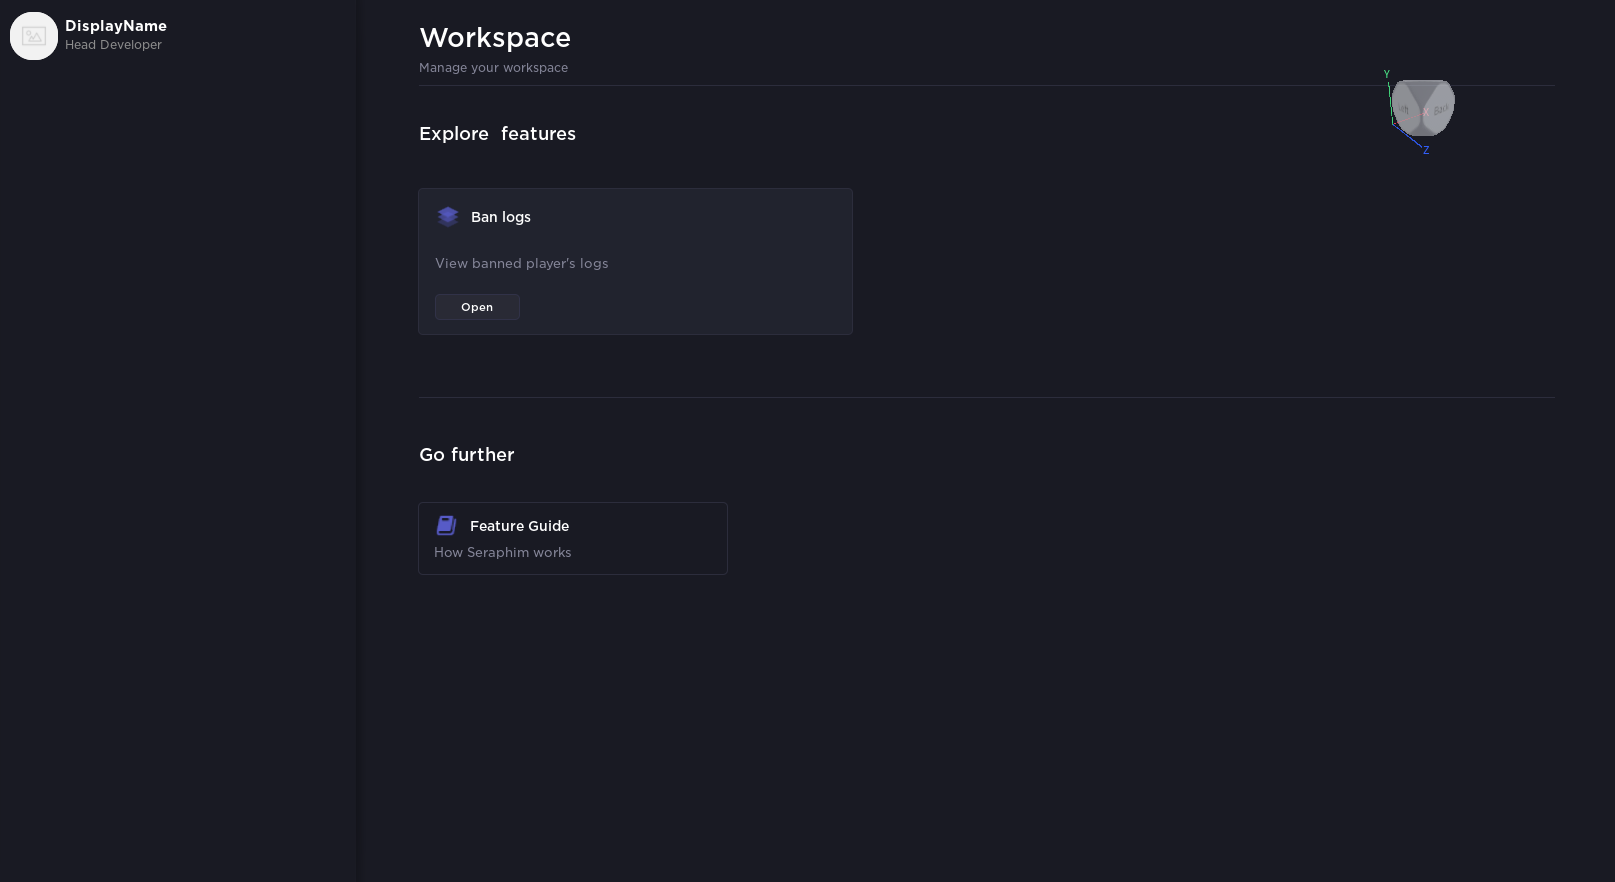 DisplayName
Head Developer
Workspace
Manage your workspace
Y
X
Back
Z
Explore  features
Ban logs
View banned player's logs
Open
Go further
Feature Guide
How Seraphim works